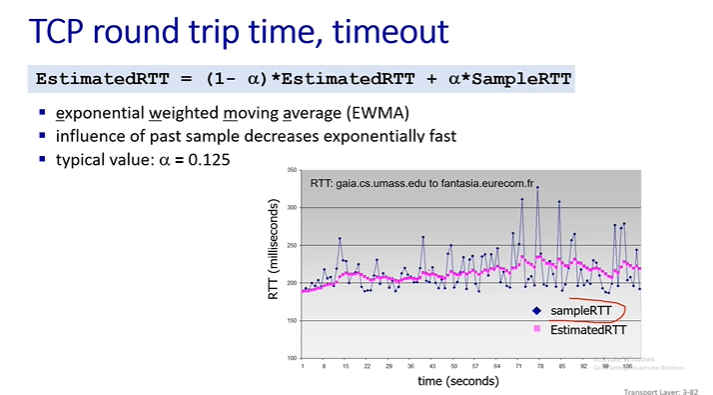 TCP round trip time, timeout
EstimatedRTT = (1- α)*EstimatedRTT + α*SampleRTT
▪ exponential weighted moving average (EWMA)
▪ influence of past sample decreases exponentially fast
▪ typical value: α = 0.125
RTT: gaia.cs.umass.edu to fantasia.eurecom.fr
350
300
250
200
150
100
RTT (milliseconds)
sampleRTT
EstimatedRTT
1 8 15 22 29 36 43 50 57 64 71 78 85 92 99 106
time (seconds)
Activate Windows
Go to Settings to activate Windows.
Transport Layer: 3-82